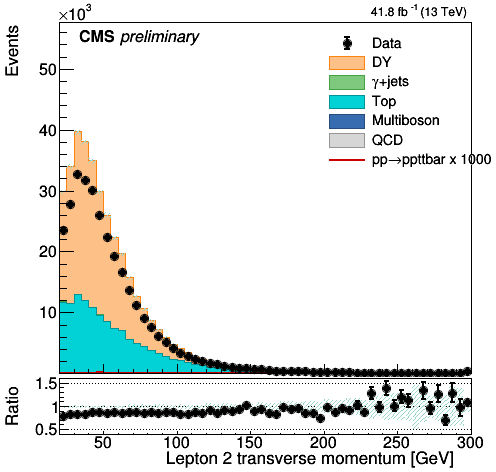 ×10³
41.8 fb⁻¹ (13 TeV)
CMS preliminary
Events
50
40
30
20
10
Data
DY
γ+jets
Top
Multiboson
QCD
pp→ppttbar x 1000
Ratio
1.5
1
0.5
50 100 150 200 250 300
Lepton 2 transverse momentum [GeV]